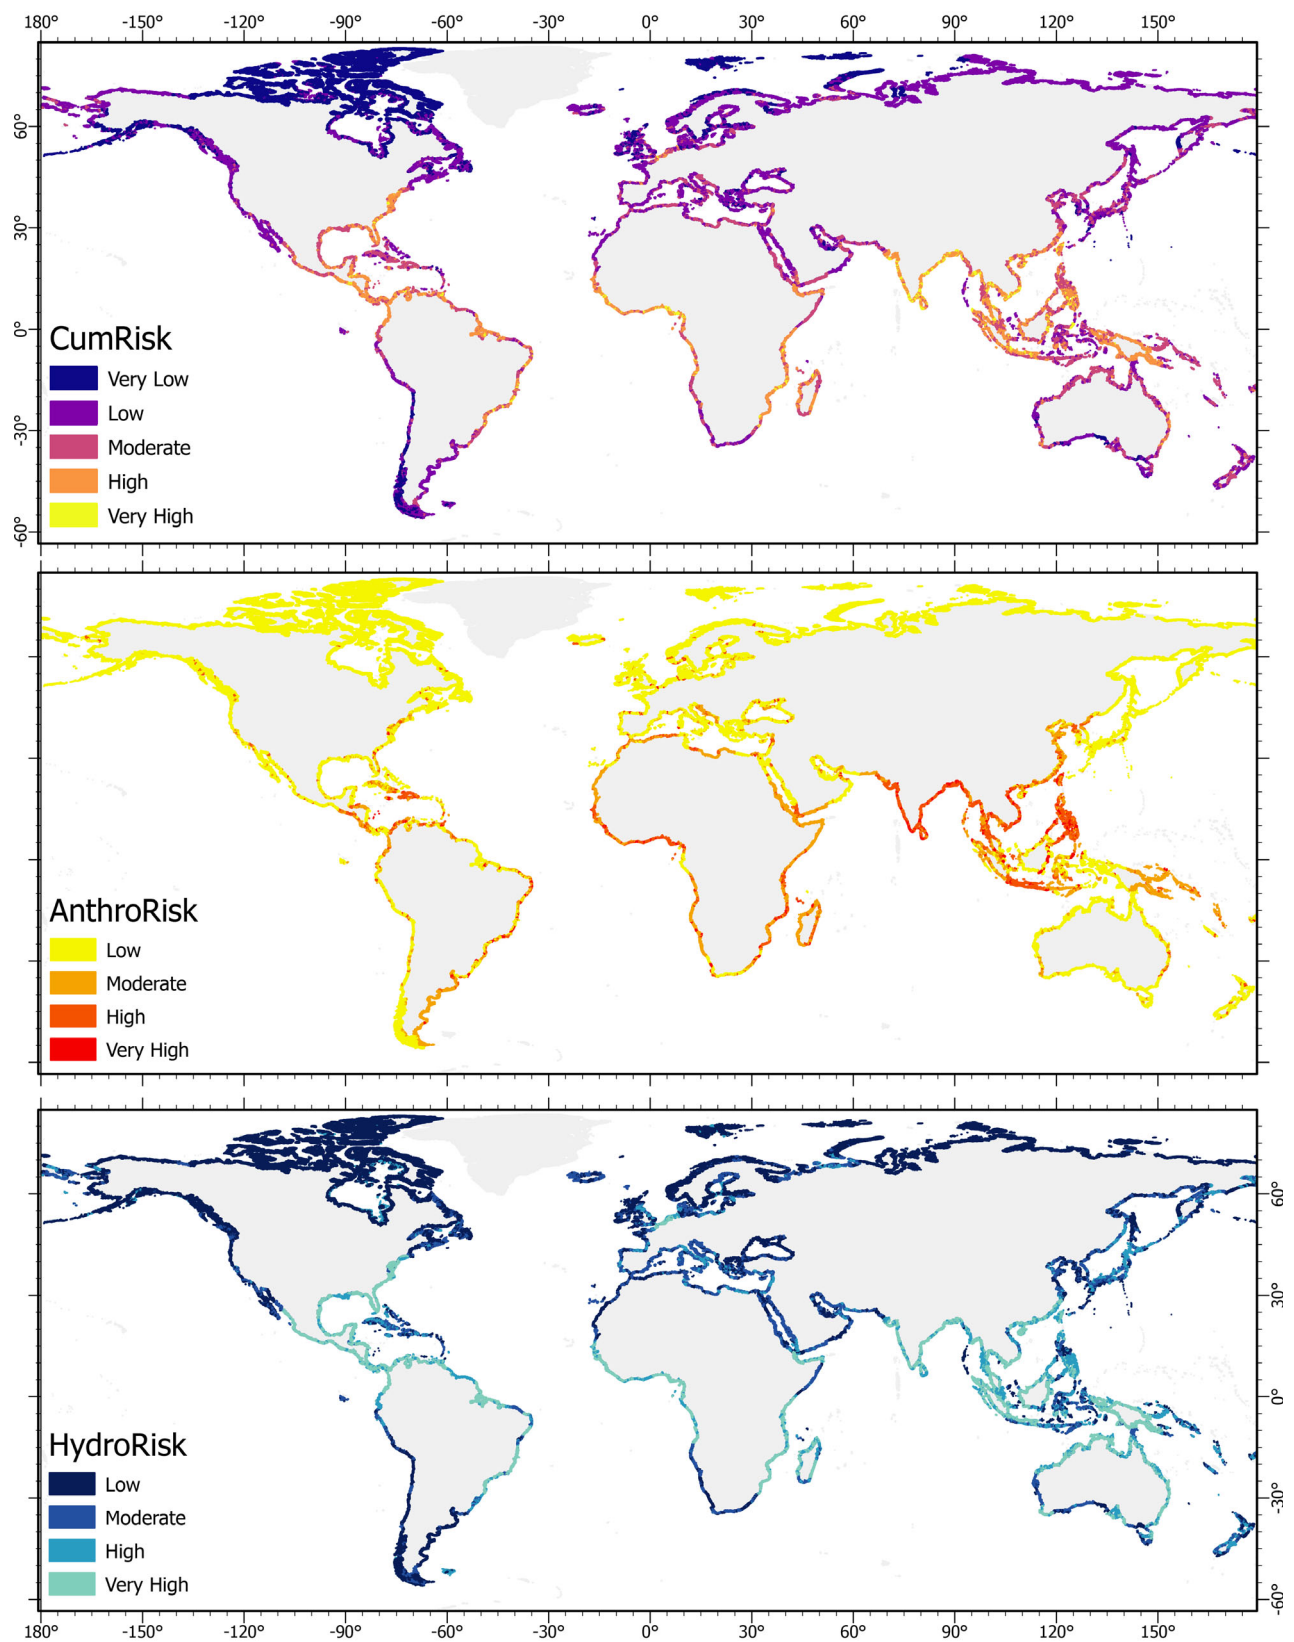 180° -150° -120° -90° -60° -30° 0° 30° 60° 90° 120° 150°
60°
30°
0°
-30°
-60°
CumRisk
Very Low
Low
Moderate
High
Very High
AnthroRisk
Low
Moderate
High
Very High
60°
30°
0°
-30°
-60°
HydroRisk
Low
Moderate
High
Very High
180° -150° -120° -90° -60° -30° 0° 30° 60° 90° 120° 150°